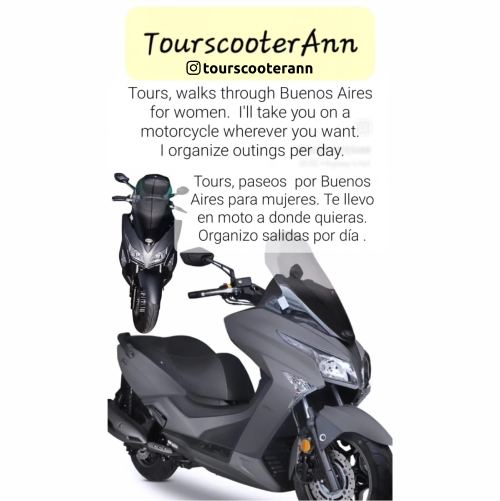 TourscooterAnn
tourscooterann
Tours, walks through Buenos Aires
for women. I'll take you on a
motorcycle wherever you want.
I organize outings per day.
Tours, paseos por Buenos
Aires para mujeres. Te llevo
en moto a donde quieras.
Organizo salidas por día .